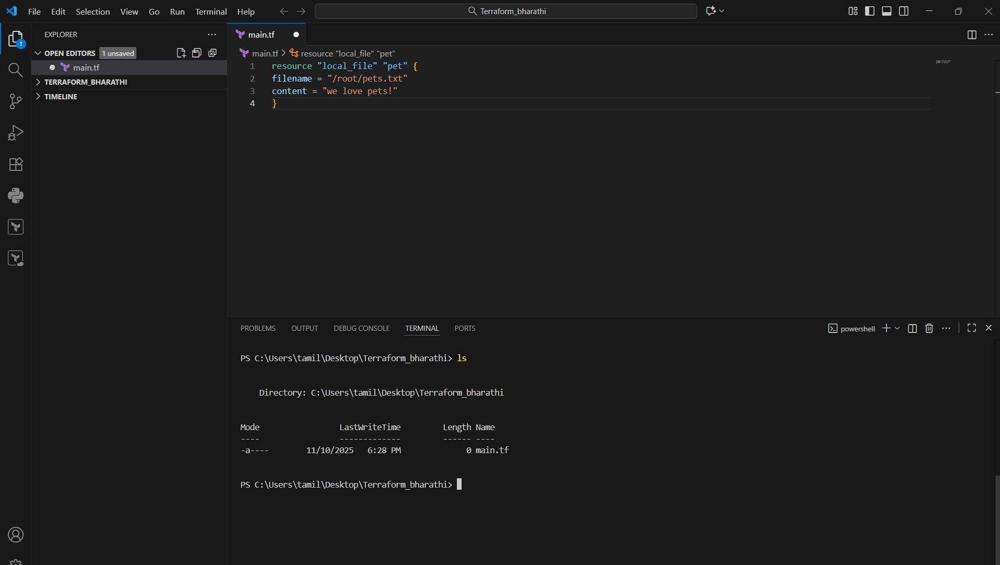 File Edit Selection View Go Run Terminal Help Terraform_bharathi
EXPLORER
1
OPEN EDITORS 1 unsaved
main.tf
TERRAFORM_BHARATHI
TIMELINE
main.tf
main.tf > resource "local_file" "pet"
1 resource "local_file" "pet" {
2 filename = "/root/pets.txt"
3 content = "we love pets!"
4 }
PROBLEMS OUTPUT DEBUG CONSOLE TERMINAL PORTS powershell
PS C:\Users\tamil\Desktop\Terraform_bharathi> ls
Directory: C:\Users\tamil\Desktop\Terraform_bharathi
Mode LastWriteTime Length Name
---- ------------- ------ ----
-a---- 11/10/2025 6:28 PM 0 main.tf
PS C:\Users\tamil\Desktop\Terraform_bharathi>